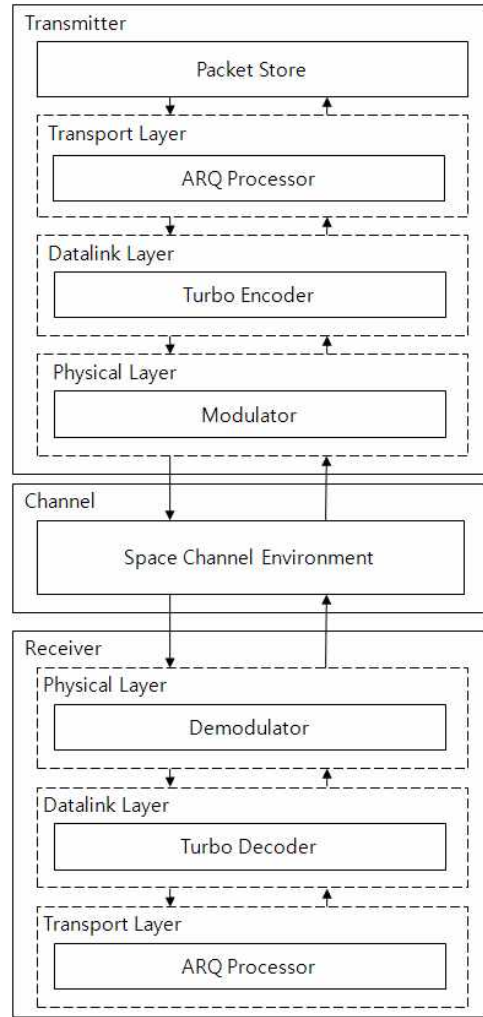 Transmitter
Packet Store
Transport Layer
ARQ Processor
Datalink Layer
Turbo Encoder
Physical Layer
Modulator
Channel
Space Channel Environment
Receiver
Physical Layer
Demodulator
Datalink Layer
Turbo Decoder
Transport Layer
ARQ Processor